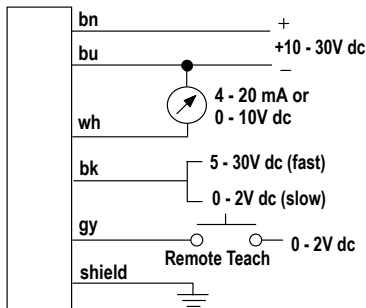 bn
+
+10 - 30V dc
bu
–
4 - 20 mA or
0 - 10V dc
wh
5 - 30V dc (fast)
bk
0 - 2V dc (slow)
gy
0 - 2V dc
Remote Teach
shield